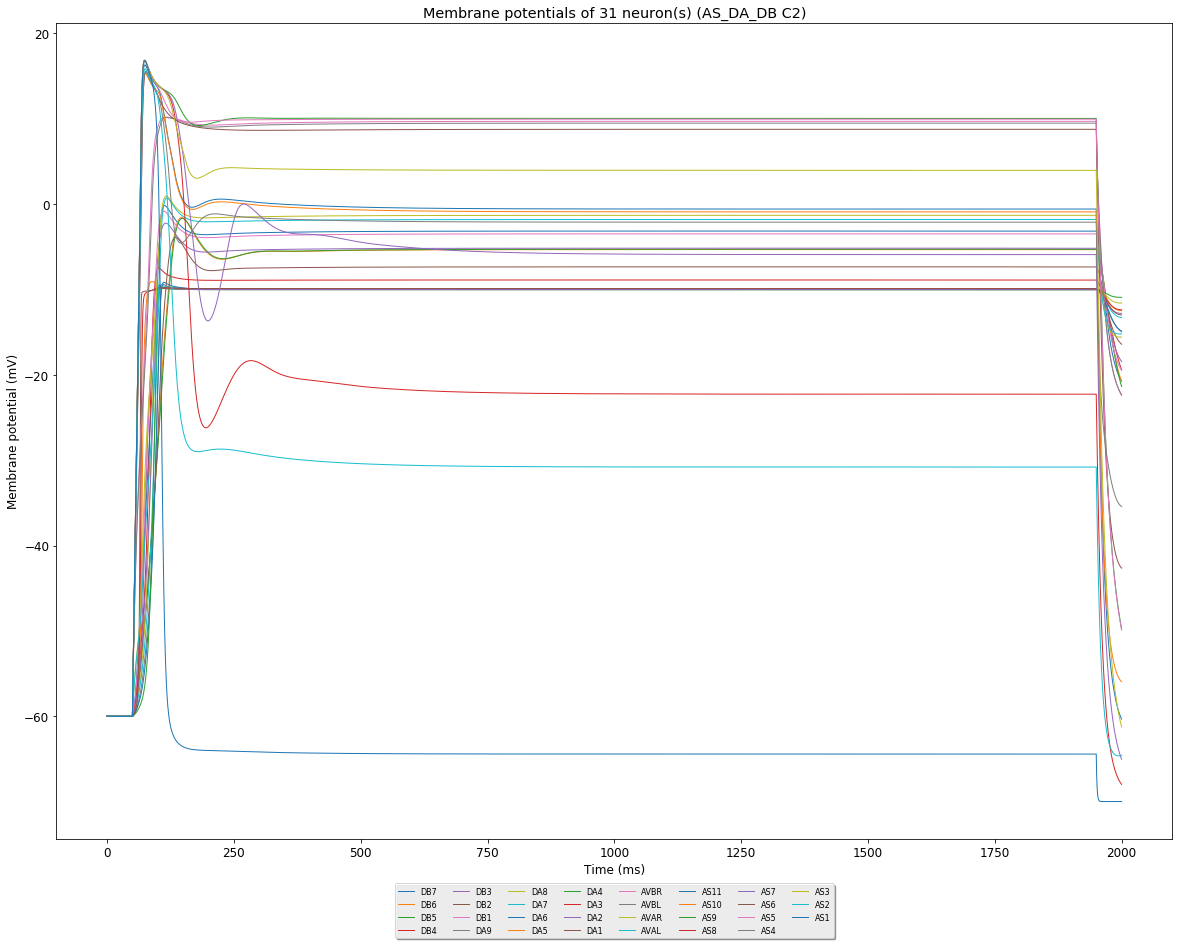 Membrane potentials of 31 neuron(s) (AS_DA_DB C2)
20
0
−20
−40
−60
Membrane potential (mV)
0 250 500 750 1000 1250 1500 1750 2000
Time (ms)
DB7 DB3 DA8 DA4 AVBR AS11 AS7 AS3
DB6 DB2 DA7 DA3 AVBL AS10 AS6 AS2
DB5 DB1 DA6 DA2 AVAR AS9 AS5 AS1
DB4 DA9 DA5 DA1 AVAL AS8 AS4